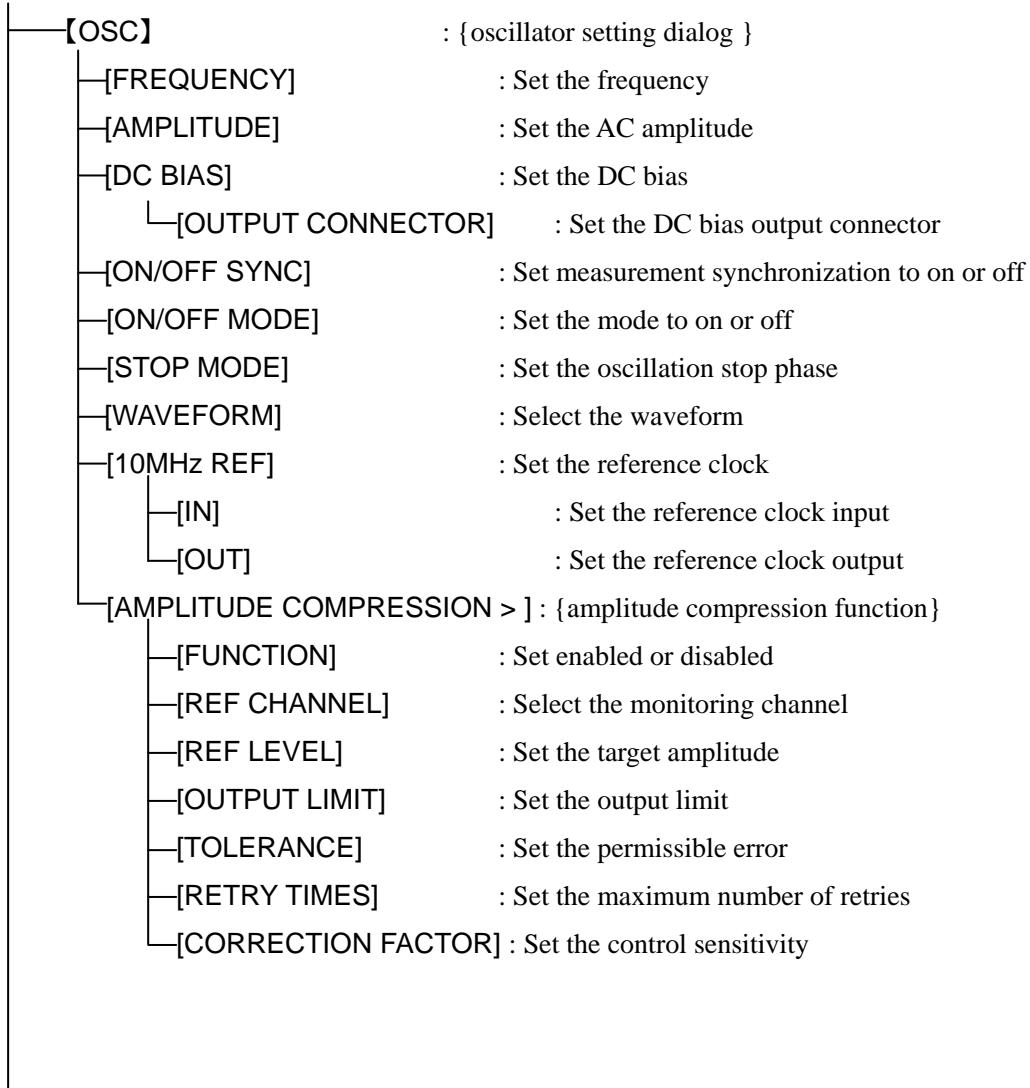 【OSC】 : {oscillator setting dialog }
[FREQUENCY] : Set the frequency
[AMPLITUDE] : Set the AC amplitude
[DC BIAS] : Set the DC bias
[OUTPUT CONNECTOR] : Set the DC bias output connector
[ON/OFF SYNC] : Set measurement synchronization to on or off
[ON/OFF MODE] : Set the mode to on or off
[STOP MODE] : Set the oscillation stop phase
[WAVEFORM] : Select the waveform
[10MHz REF] : Set the reference clock
[IN] : Set the reference clock input
[OUT] : Set the reference clock output
[AMPLITUDE COMPRESSION > ] : {amplitude compression function}
[FUNCTION] : Set enabled or disabled
[REF CHANNEL] : Select the monitoring channel
[REF LEVEL] : Set the target amplitude
[OUTPUT LIMIT] : Set the output limit
[TOLERANCE] : Set the permissible error
[RETRY TIMES] : Set the maximum number of retries
[CORRECTION FACTOR] : Set the control sensitivity